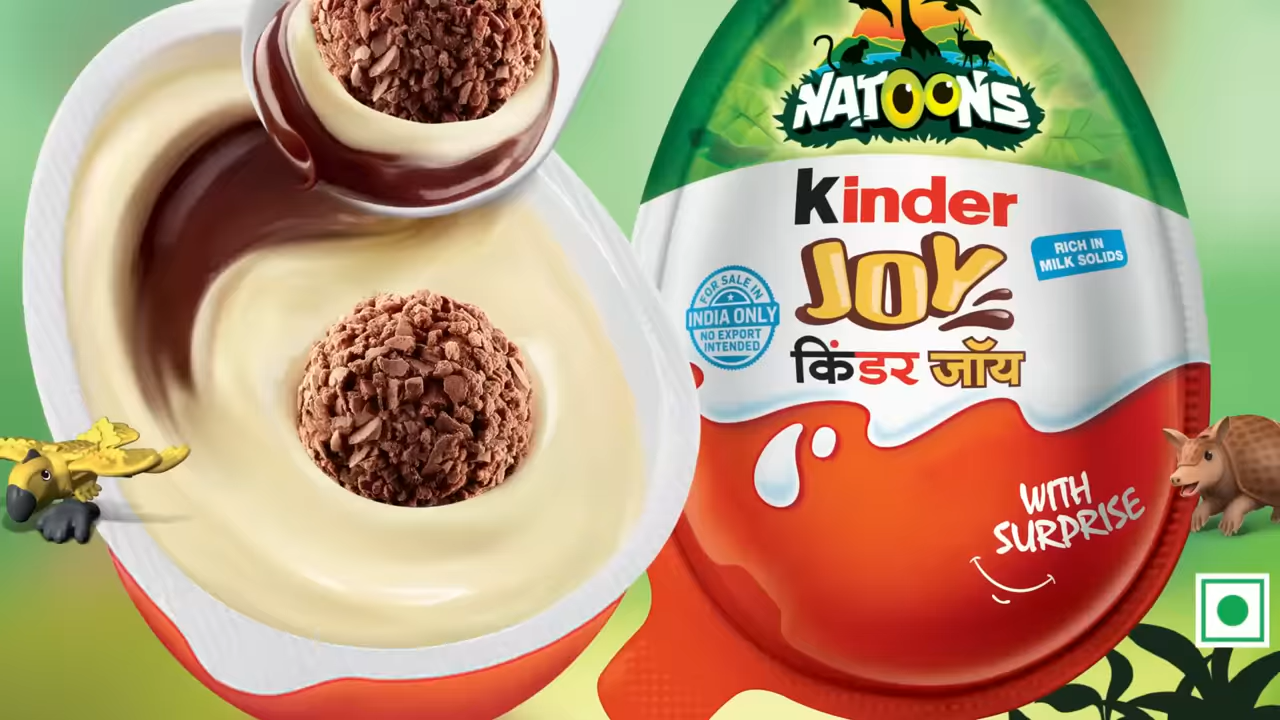 NATOONS
Kinder
JOY
RICH IN
MILK SOLIDS
FOR SALE IN
INDIA ONLY
NO EXPORT
INTENDED
किंडर जॉय
WITH
SURPRISE